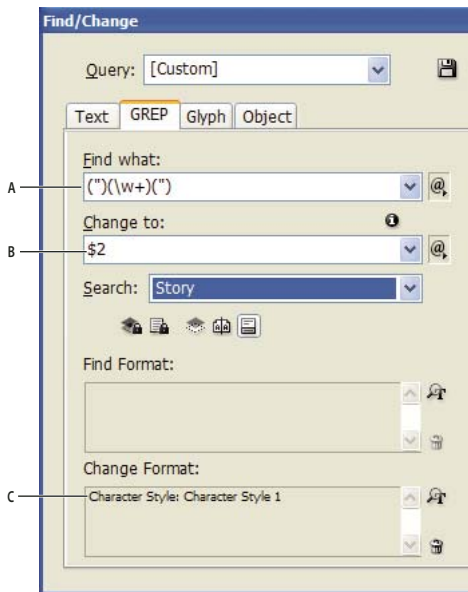 Find/Change
Query: [Custom]
Text GREP Glyph Object
Find what:
A (")(\w+)(") @
Change to:
B $2 @
Search: Story
Find Format:
Change Format:
C Character Style: Character Style 1